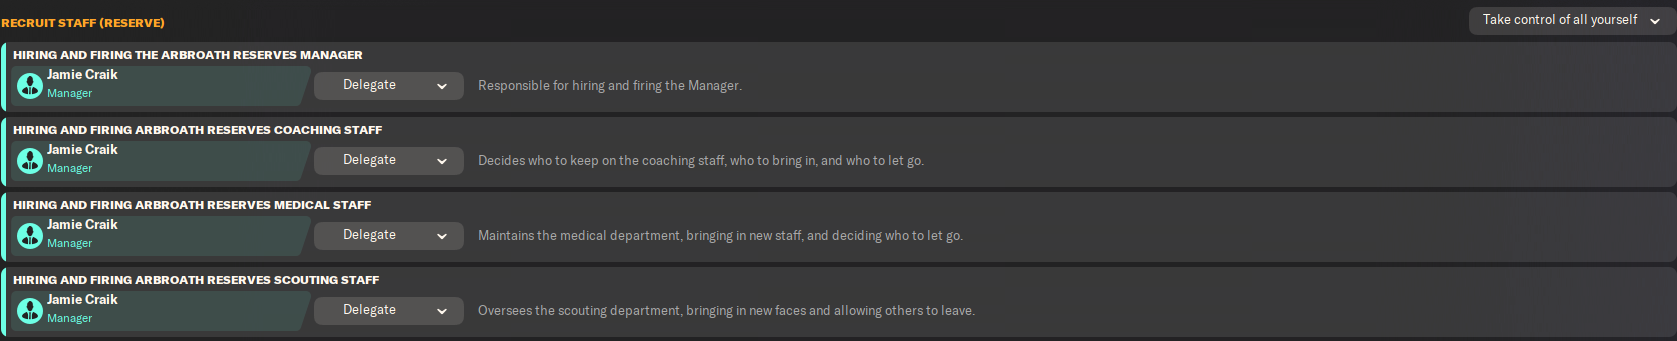 RECRUIT STAFF (RESERVE)
Take control of all yourself
HIRING AND FIRING THE ARBROATH RESERVES MANAGER
Jamie Craik
Manager
Delegate
Responsible for hiring and firing the Manager.
HIRING AND FIRING ARBROATH RESERVES COACHING STAFF
Jamie Craik
Manager
Delegate
Decides who to keep on the coaching staff, who to bring in, and who to let go.
HIRING AND FIRING ARBROATH RESERVES MEDICAL STAFF
Jamie Craik
Manager
Delegate
Maintains the medical department, bringing in new staff, and deciding who to let go.
HIRING AND FIRING ARBROATH RESERVES SCOUTING STAFF
Jamie Craik
Manager
Delegate
Oversees the scouting department, bringing in new faces and allowing others to leave.